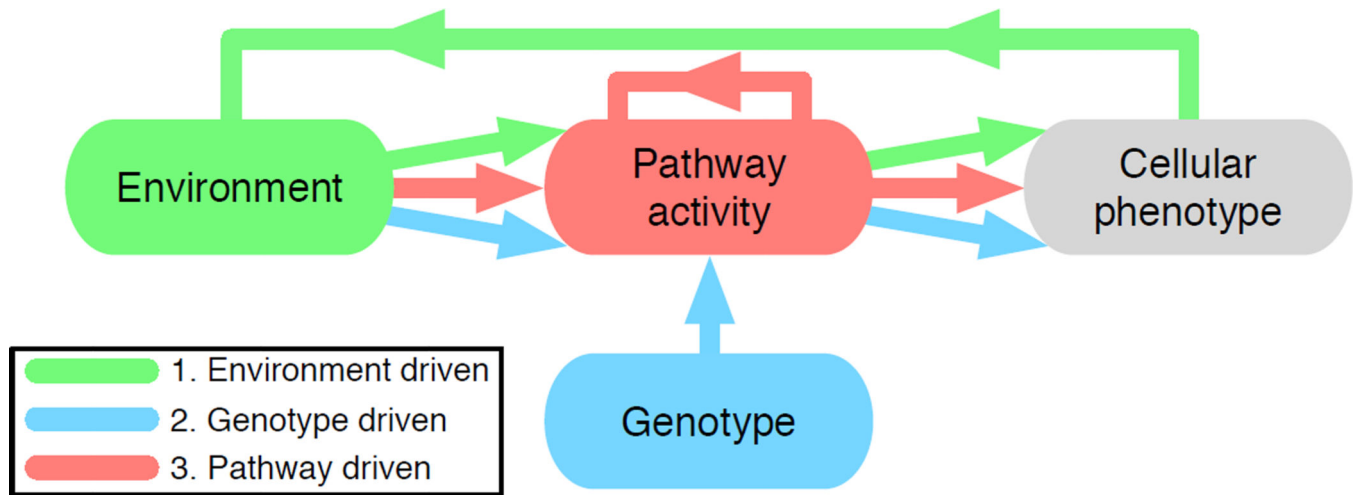 Environment
Pathway
activity
Cellular
phenotype
Genotype
1. Environment driven
2. Genotype driven
3. Pathway driven